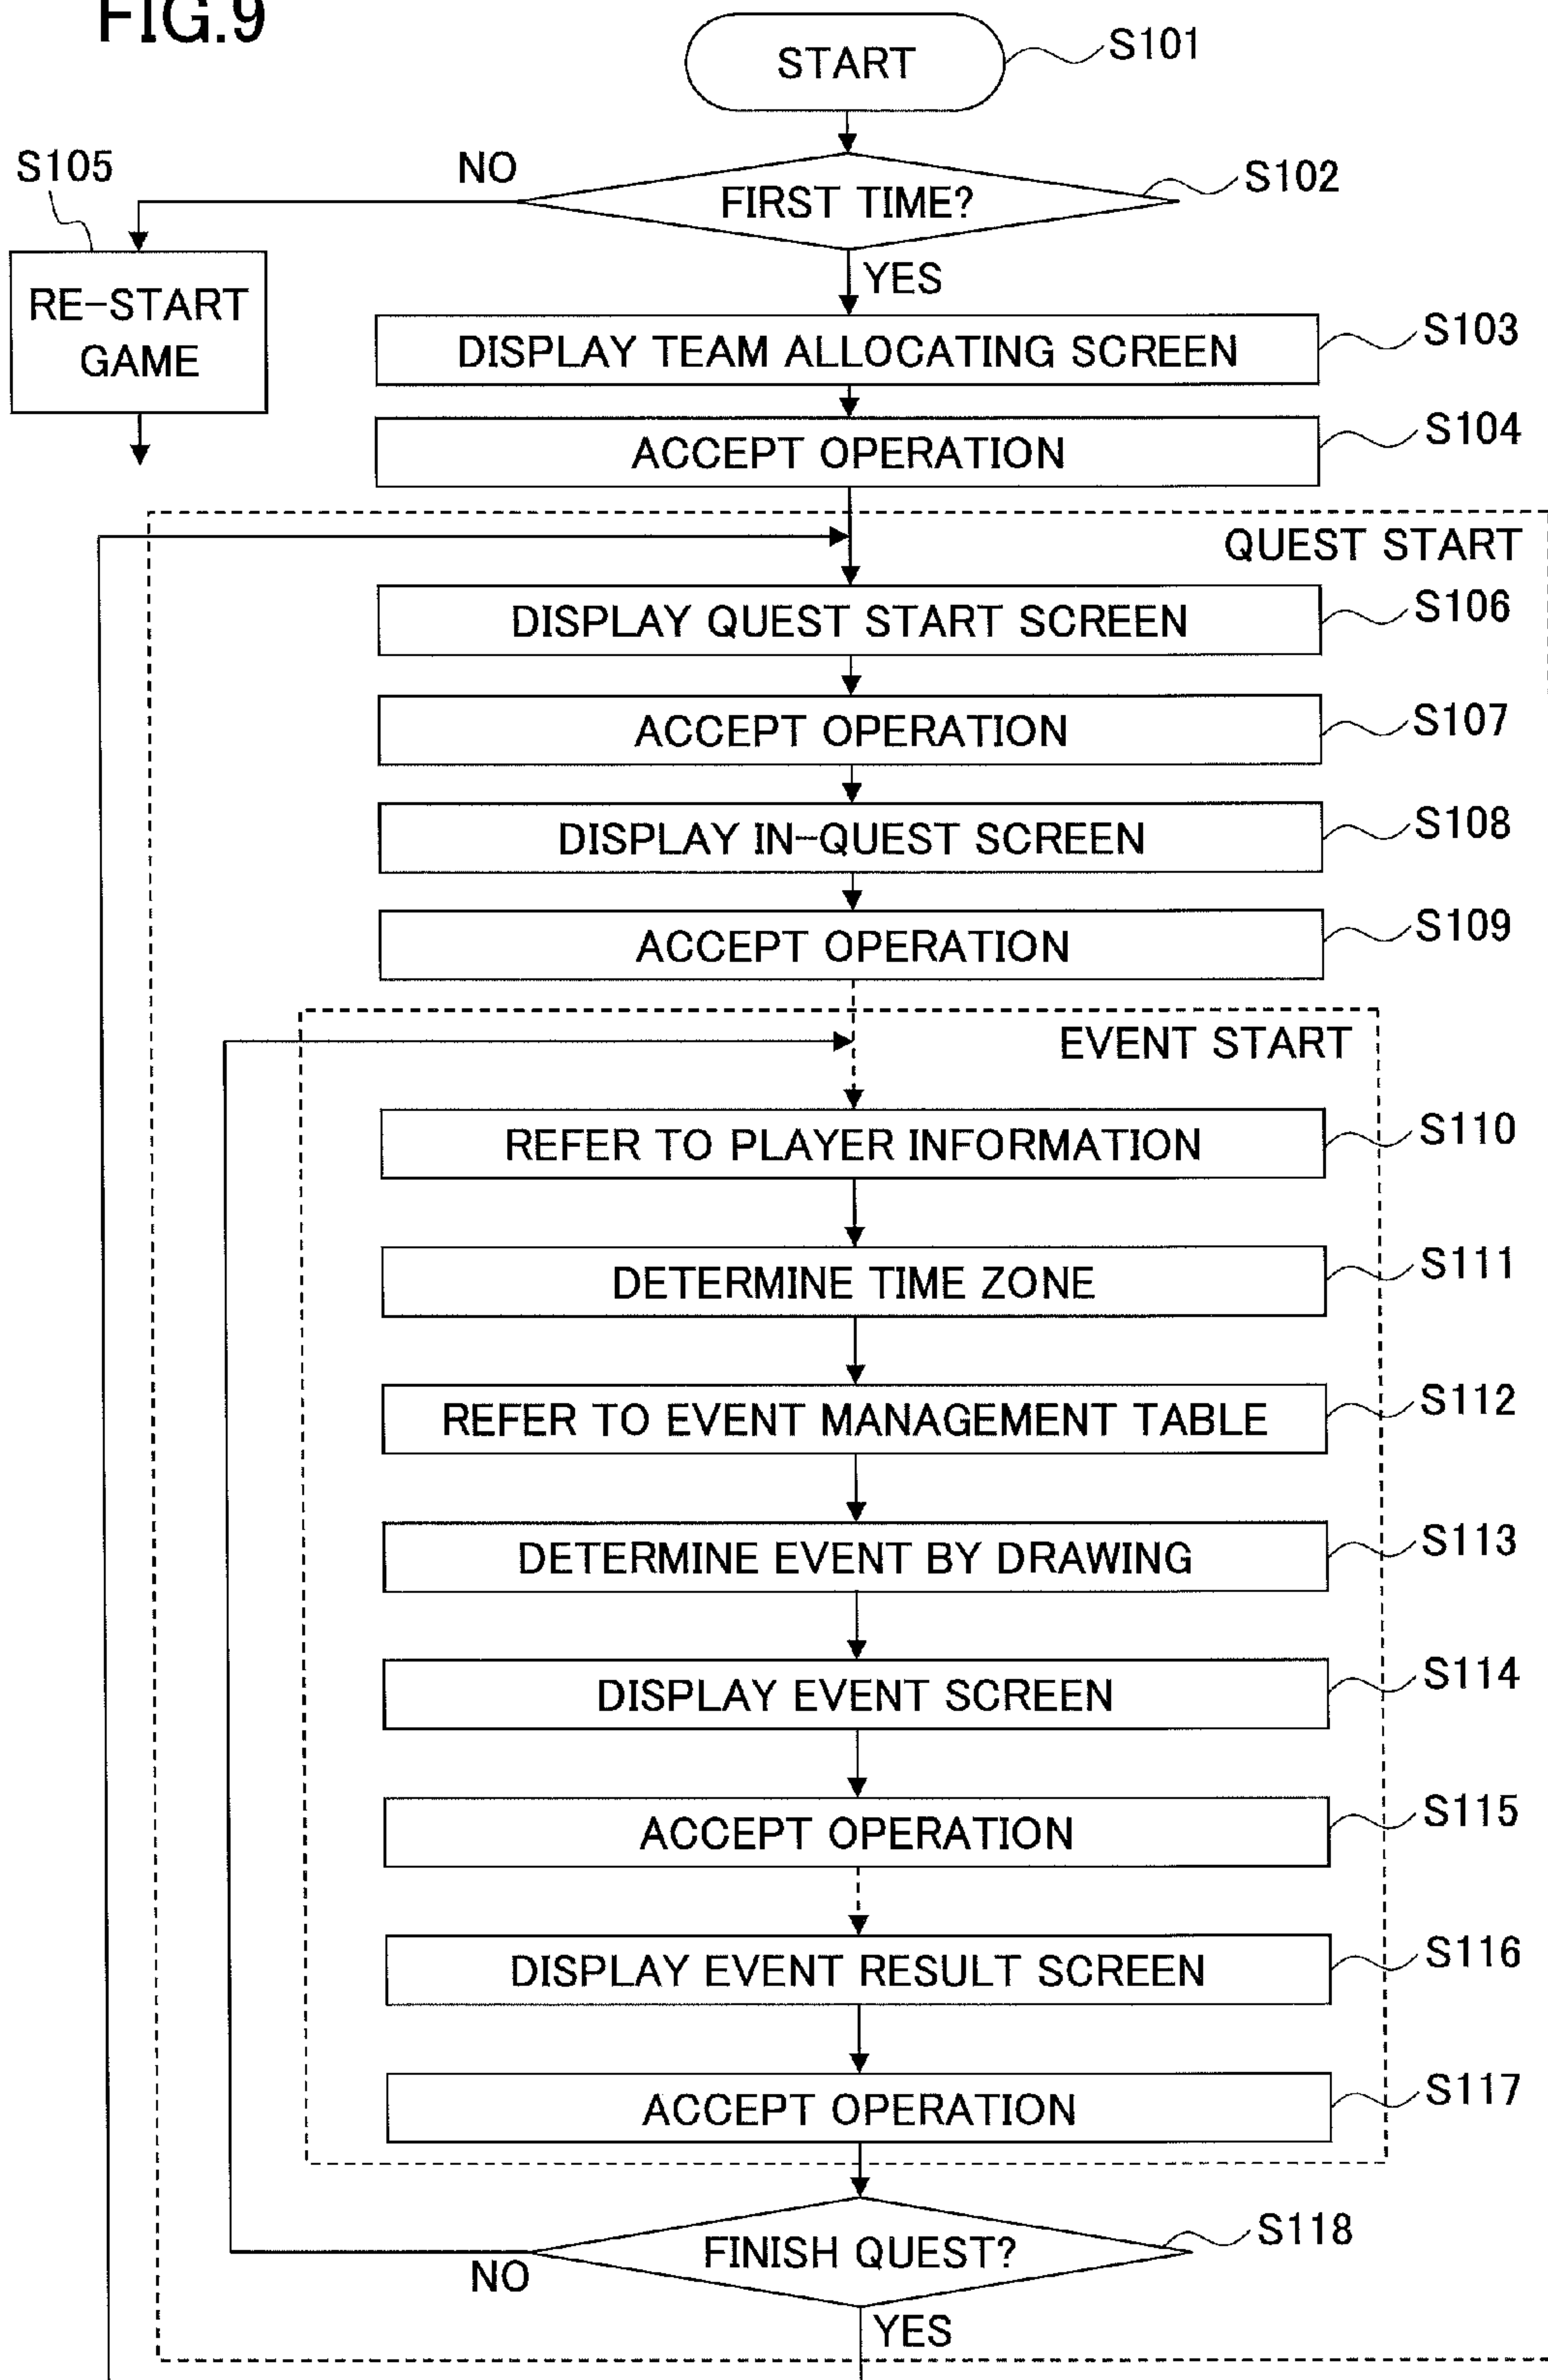 FIG.9
START
S101
S105
NO
FIRST TIME?
S102
YES
RE-START
GAME
DISPLAY TEAM ALLOCATING SCREEN
S103
ACCEPT OPERATION
S104
QUEST START
DISPLAY QUEST START SCREEN
S106
ACCEPT OPERATION
S107
DISPLAY IN-QUEST SCREEN
S108
ACCEPT OPERATION
S109
EVENT START
REFER TO PLAYER INFORMATION
S110
DETERMINE TIME ZONE
S111
REFER TO EVENT MANAGEMENT TABLE
S112
DETERMINE EVENT BY DRAWING
S113
DISPLAY EVENT SCREEN
S114
ACCEPT OPERATION
S115
DISPLAY EVENT RESULT SCREEN
S116
ACCEPT OPERATION
S117
FINISH QUEST?
S118
NO
YES